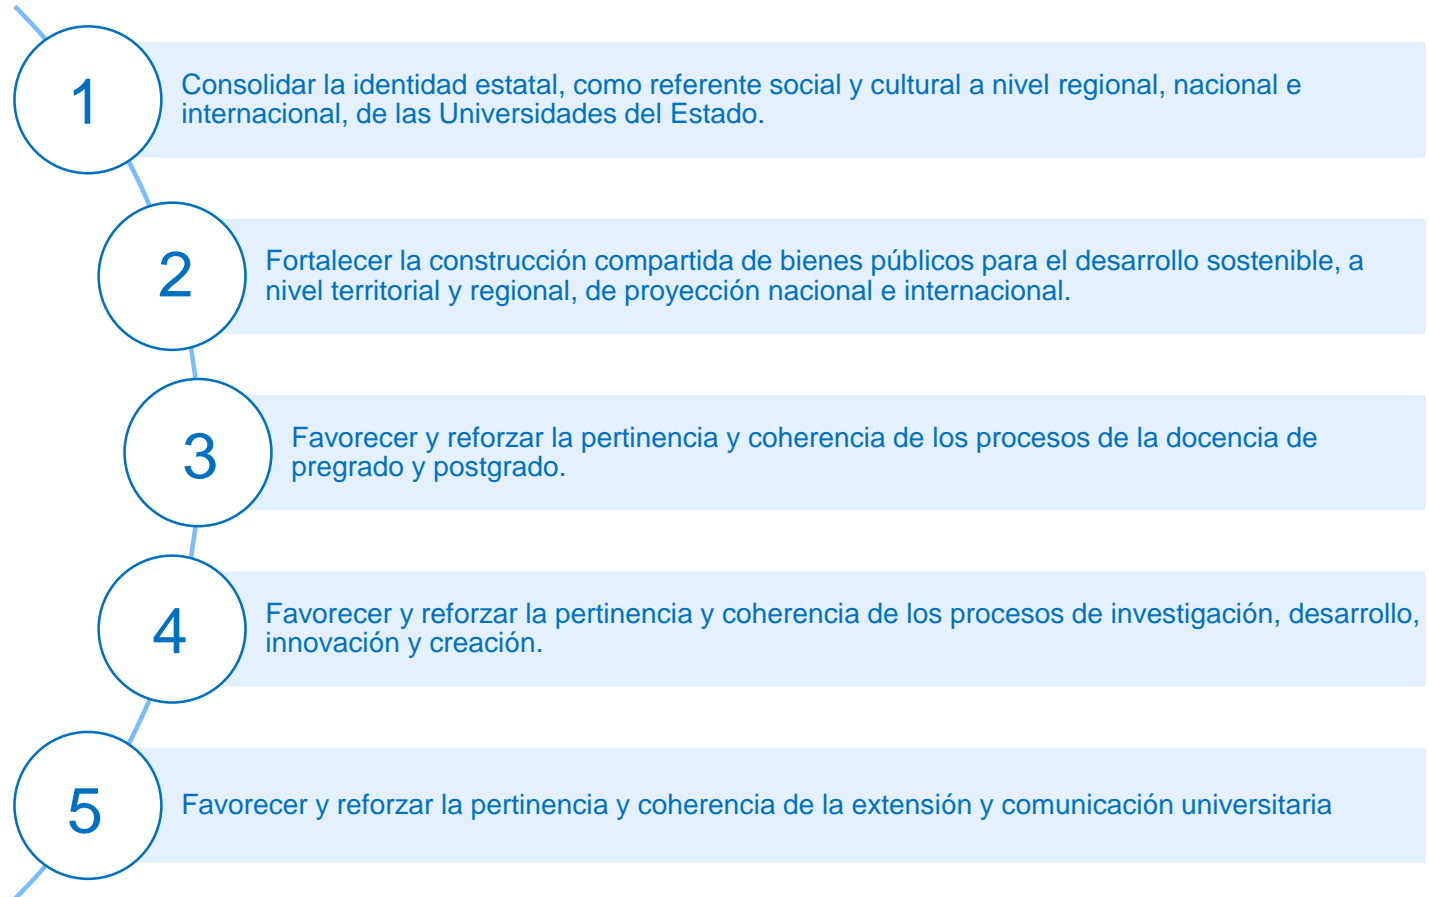 1
Consolidar la identidad estatal, como referente social y cultural a nivel regional, nacional e
internacional, de las Universidades del Estado.
2
Fortalecer la construcción compartida de bienes públicos para el desarrollo sostenible, a
nivel territorial y regional, de proyección nacional e internacional.
3
Favorecer y reforzar la pertinencia y coherencia de los procesos de la docencia de
pregrado y postgrado.
4
Favorecer y reforzar la pertinencia y coherencia de los procesos de investigación, desarrollo,
innovación y creación.
5
Favorecer y reforzar la pertinencia y coherencia de la extensión y comunicación universitaria